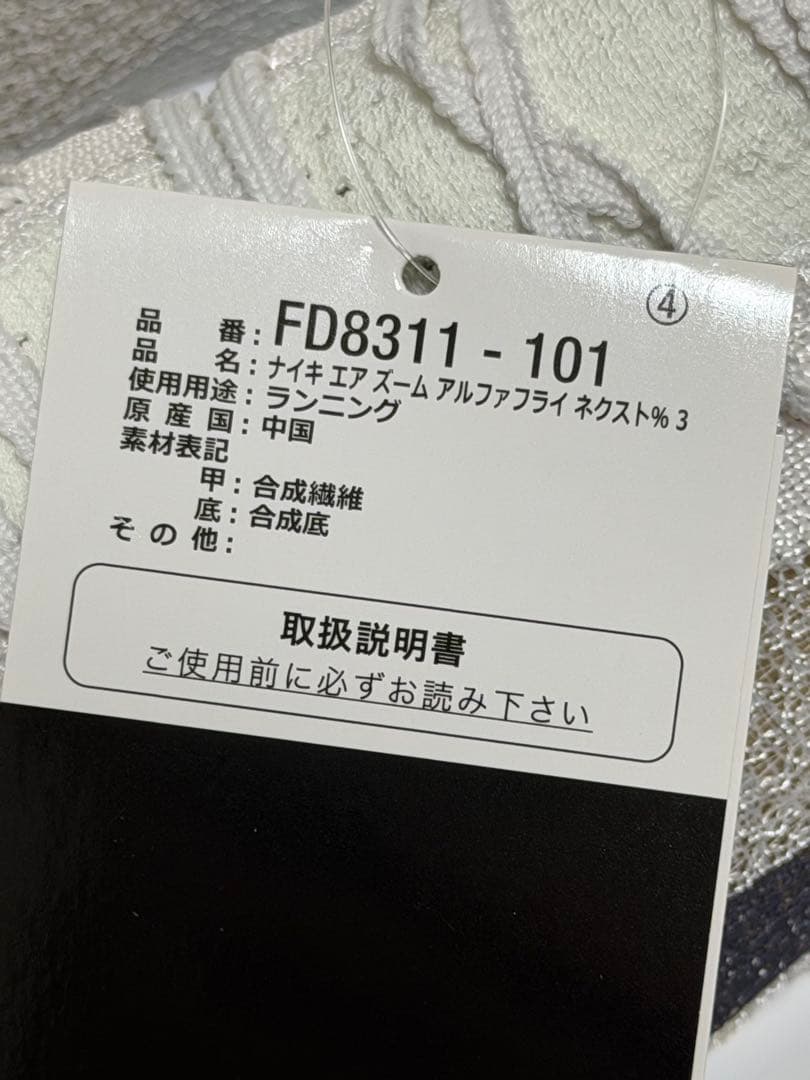 ④
品番：FD8311 - 101
品名：ナイキ エア ズーム アルファフライ ネクスト% 3
使用用途：ランニング
原産国：中国
素材表記
甲：合成繊維
底：合成底
その他：
取扱説明書
ご使用前に必ずお読み下さい